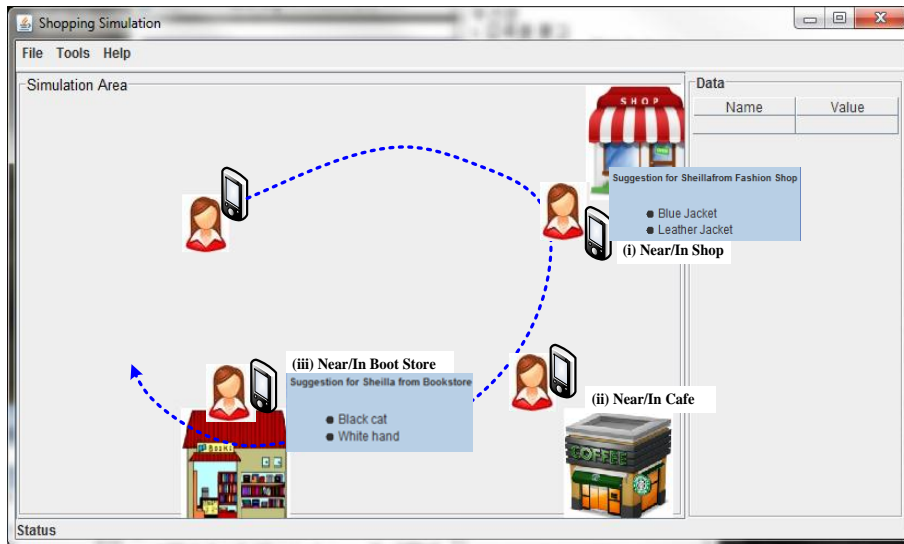 Shopping Simulation
File Tools Help
Simulation Area
Data
Name Value
SHOP
Suggestion for Sheillafrom Fashion Shop
Blue Jacket
Leather Jacket
(i) Near/In Shop
(iii) Near/In Boot Store
Suggestion for Sheilla from Bookstore
Black cat
White hand
(ii) Near/In Cafe
COFFEE
Status